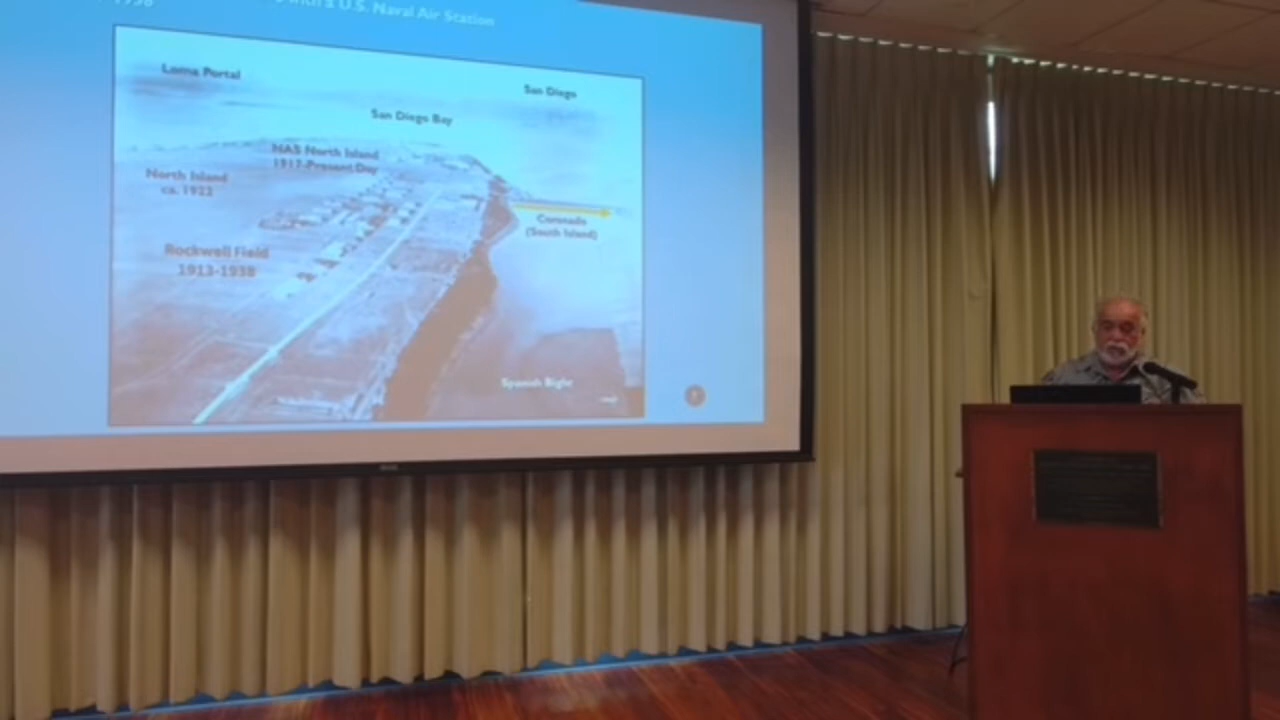 U.S. Naval Air Station
Loma Portal
San Diego
San Diego Bay
NAS North Island
1917-Present Day
North Island
ca. 1922
Coronado
(South Island)
Rockwell Field
1913-1938
Spanish Bight